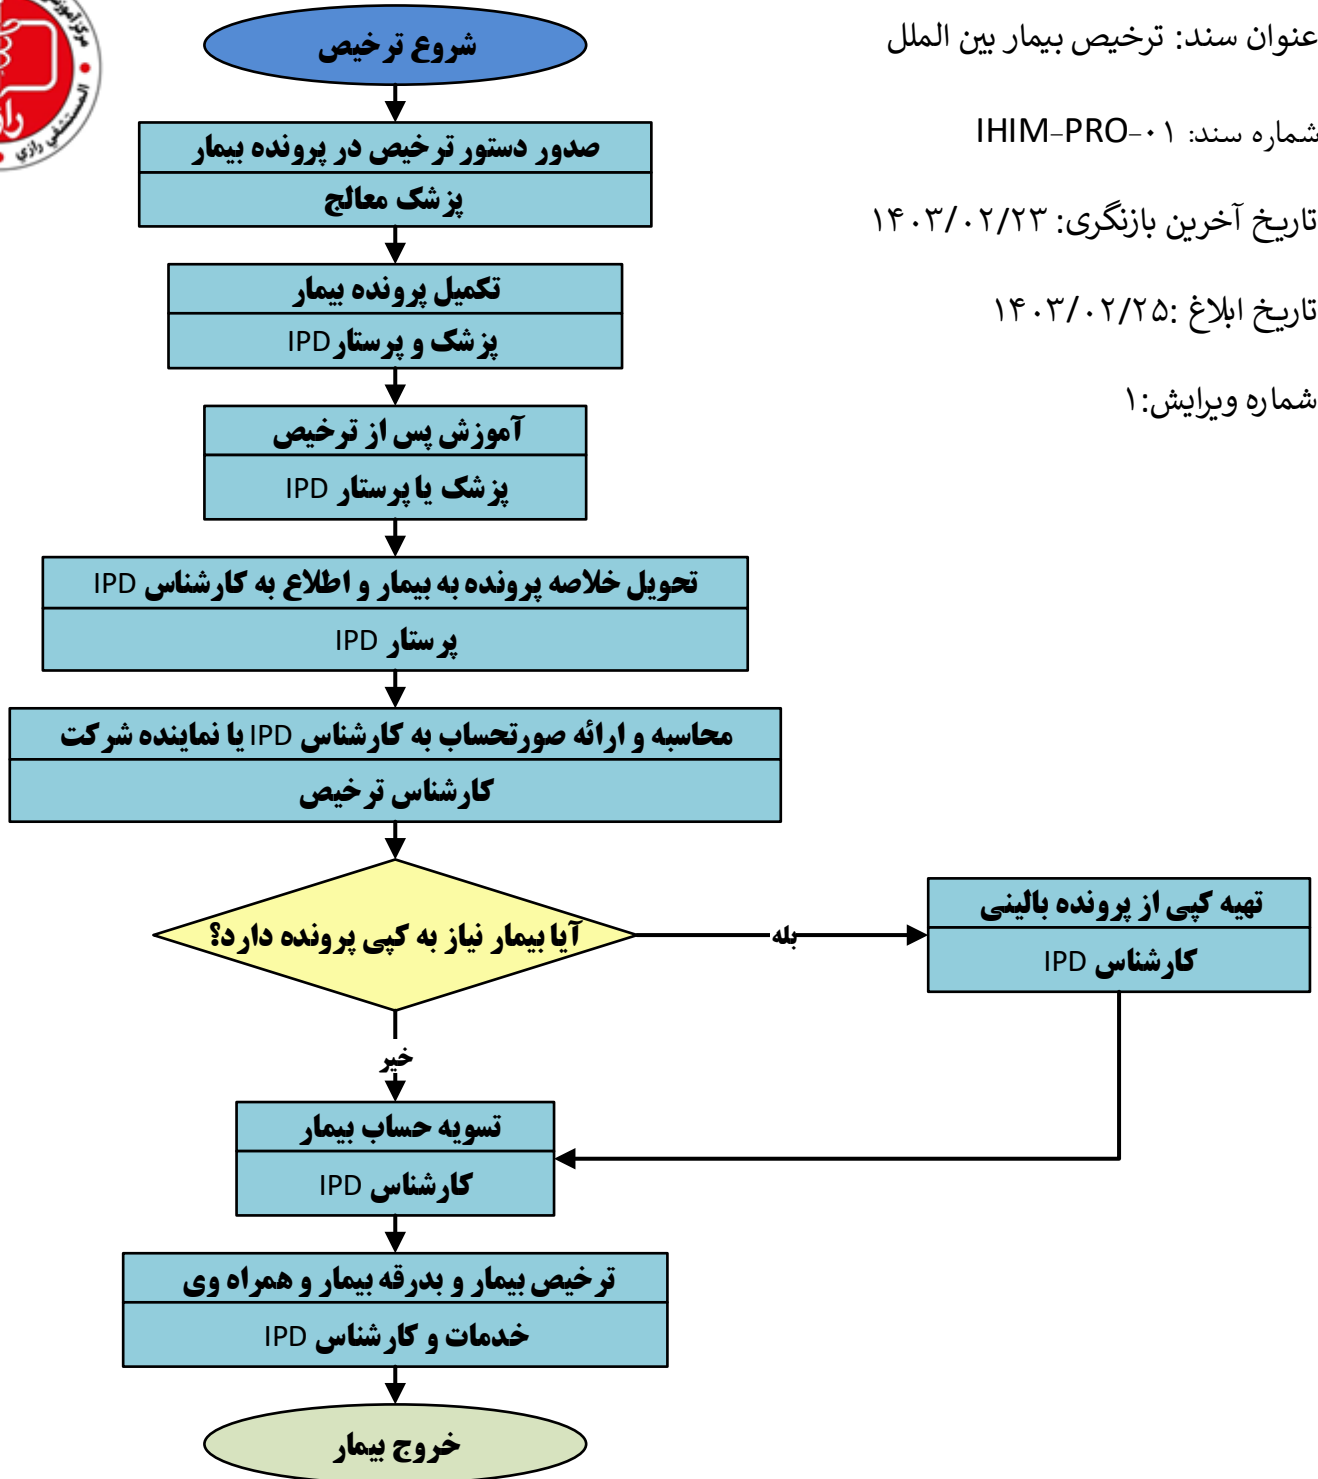 عنوان سند: ترخیص بیمار بین الملل
شماره سند: IHIM-PRO-۰۱
تاریخ آخرین بازنگری: ۱۴۰۳/۰۲/۲۳
تاریخ ابلاغ :۱۴۰۳/۰۲/۲۵
شماره ویرایش:۱
المستشفي رازي
شروع ترخیص
صدور دستور ترخیص در پرونده بیمار
پزشک معالج
تکمیل پرونده بیمار
پزشک و پرستار IPD
آموزش پس از ترخیص
پزشک یا پرستار IPD
تحویل خلاصه پرونده به بیمار و اطلاع به کارشناس IPD
پرستار IPD
محاسبه و ارائه صورتحساب به کارشناس IPD یا نماینده شرکت
کارشناس ترخیص
آیا بیمار نیاز به کپی پرونده دارد؟
بله
تهیه کپی از پرونده بالینی
کارشناس IPD
خیر
تسویه حساب بیمار
کارشناس IPD
ترخیص بیمار و بدرقه بیمار و همراه وی
خدمات و کارشناس IPD
خروج بیمار